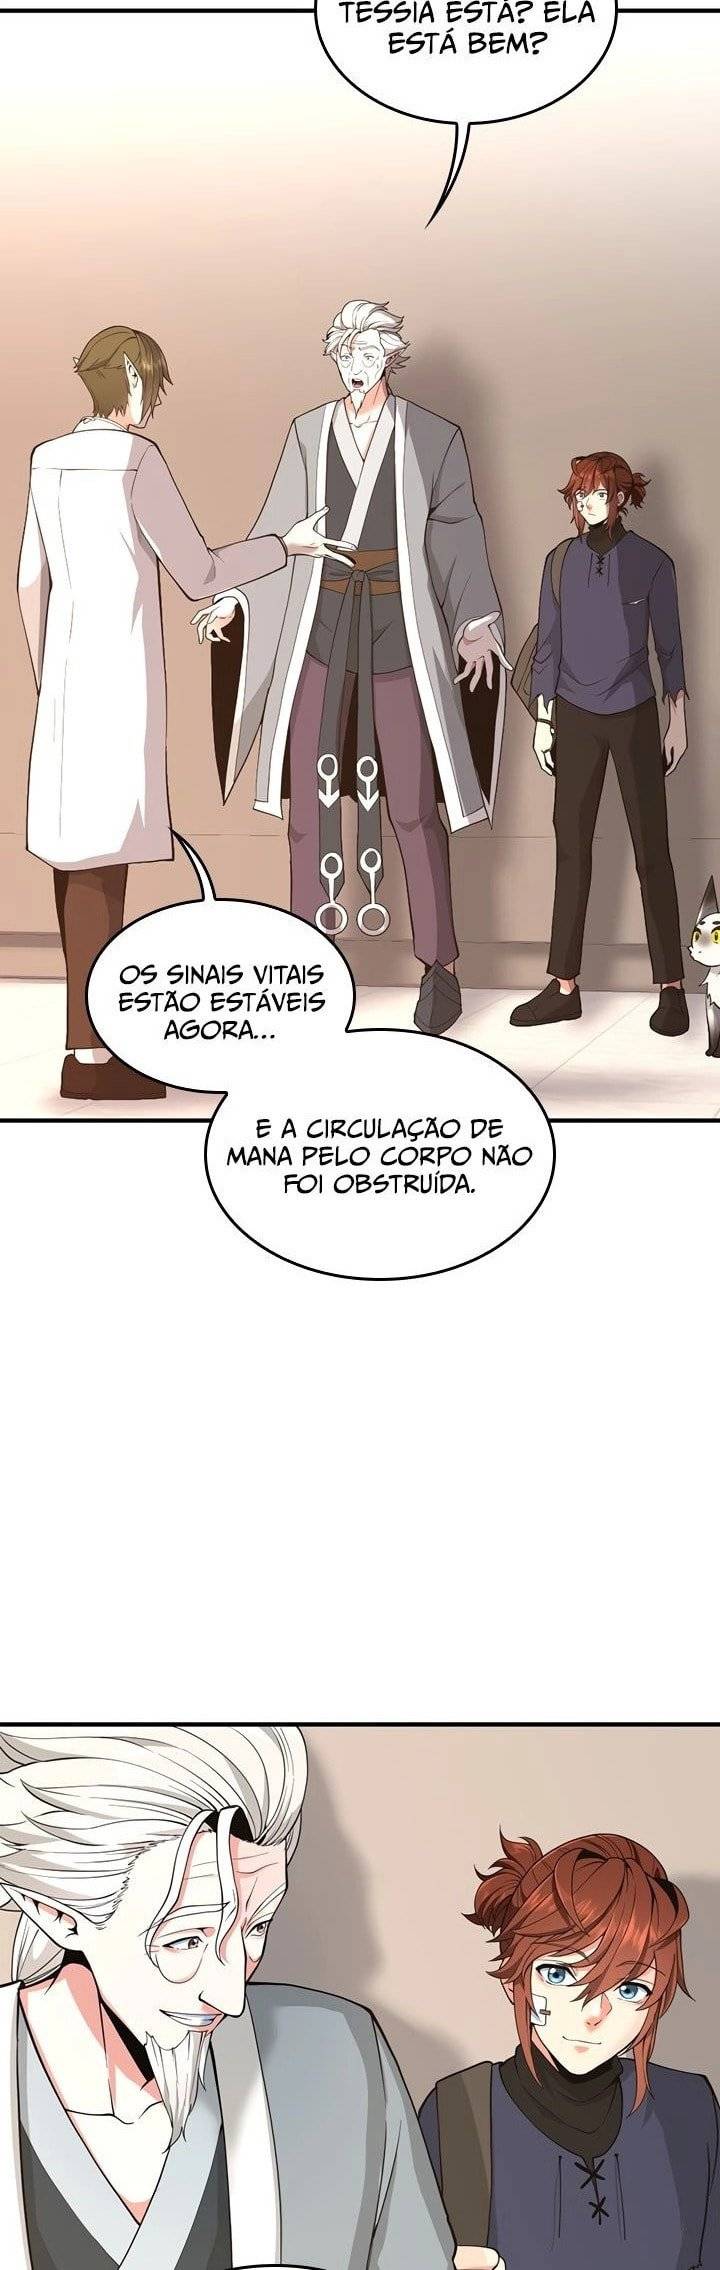 TESSIA ESTÁ? ELA
ESTÁ BEM?
OS SINAIS VITAIS
ESTÃO ESTÁVEIS
AGORA...
E A CIRCULAÇÃO DE
MANA PELO CORPO NÃO
FOI OBSTRUÍDA.